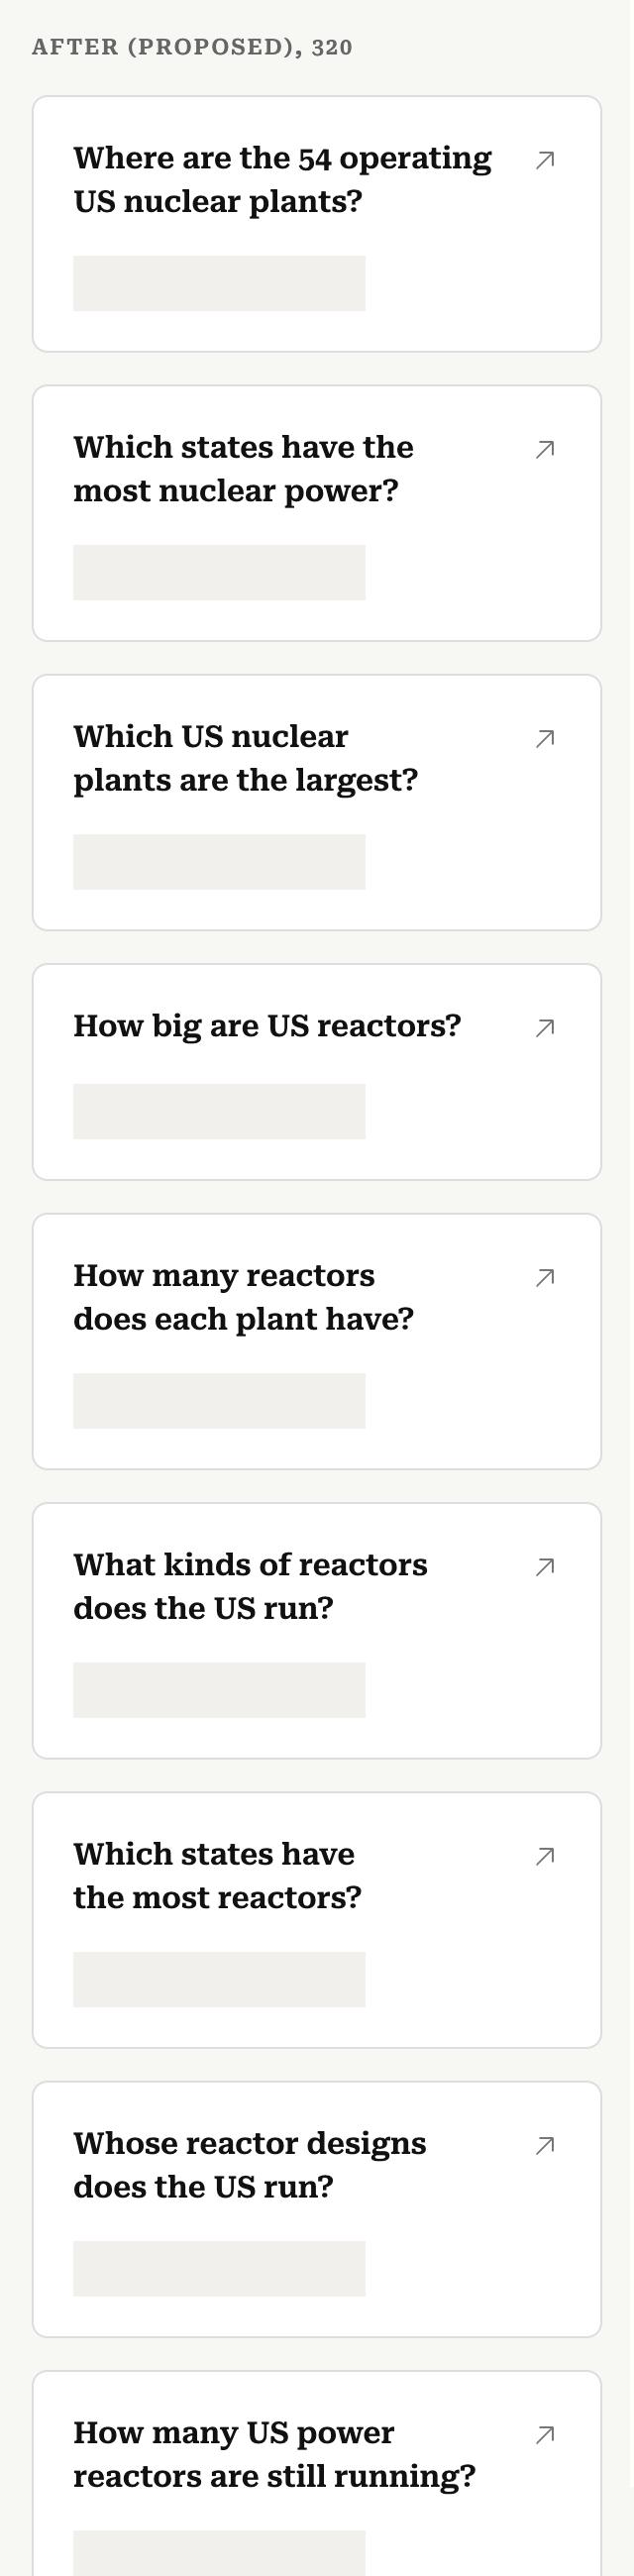 AFTER (PROPOSED), 320
Where are the 54 operating
US nuclear plants?
Which states have the
most nuclear power?
Which US nuclear
plants are the largest?
How big are US reactors?
How many reactors
does each plant have?
What kinds of reactors
does the US run?
Which states have
the most reactors?
Whose reactor designs
does the US run?
How many US power
reactors are still running?